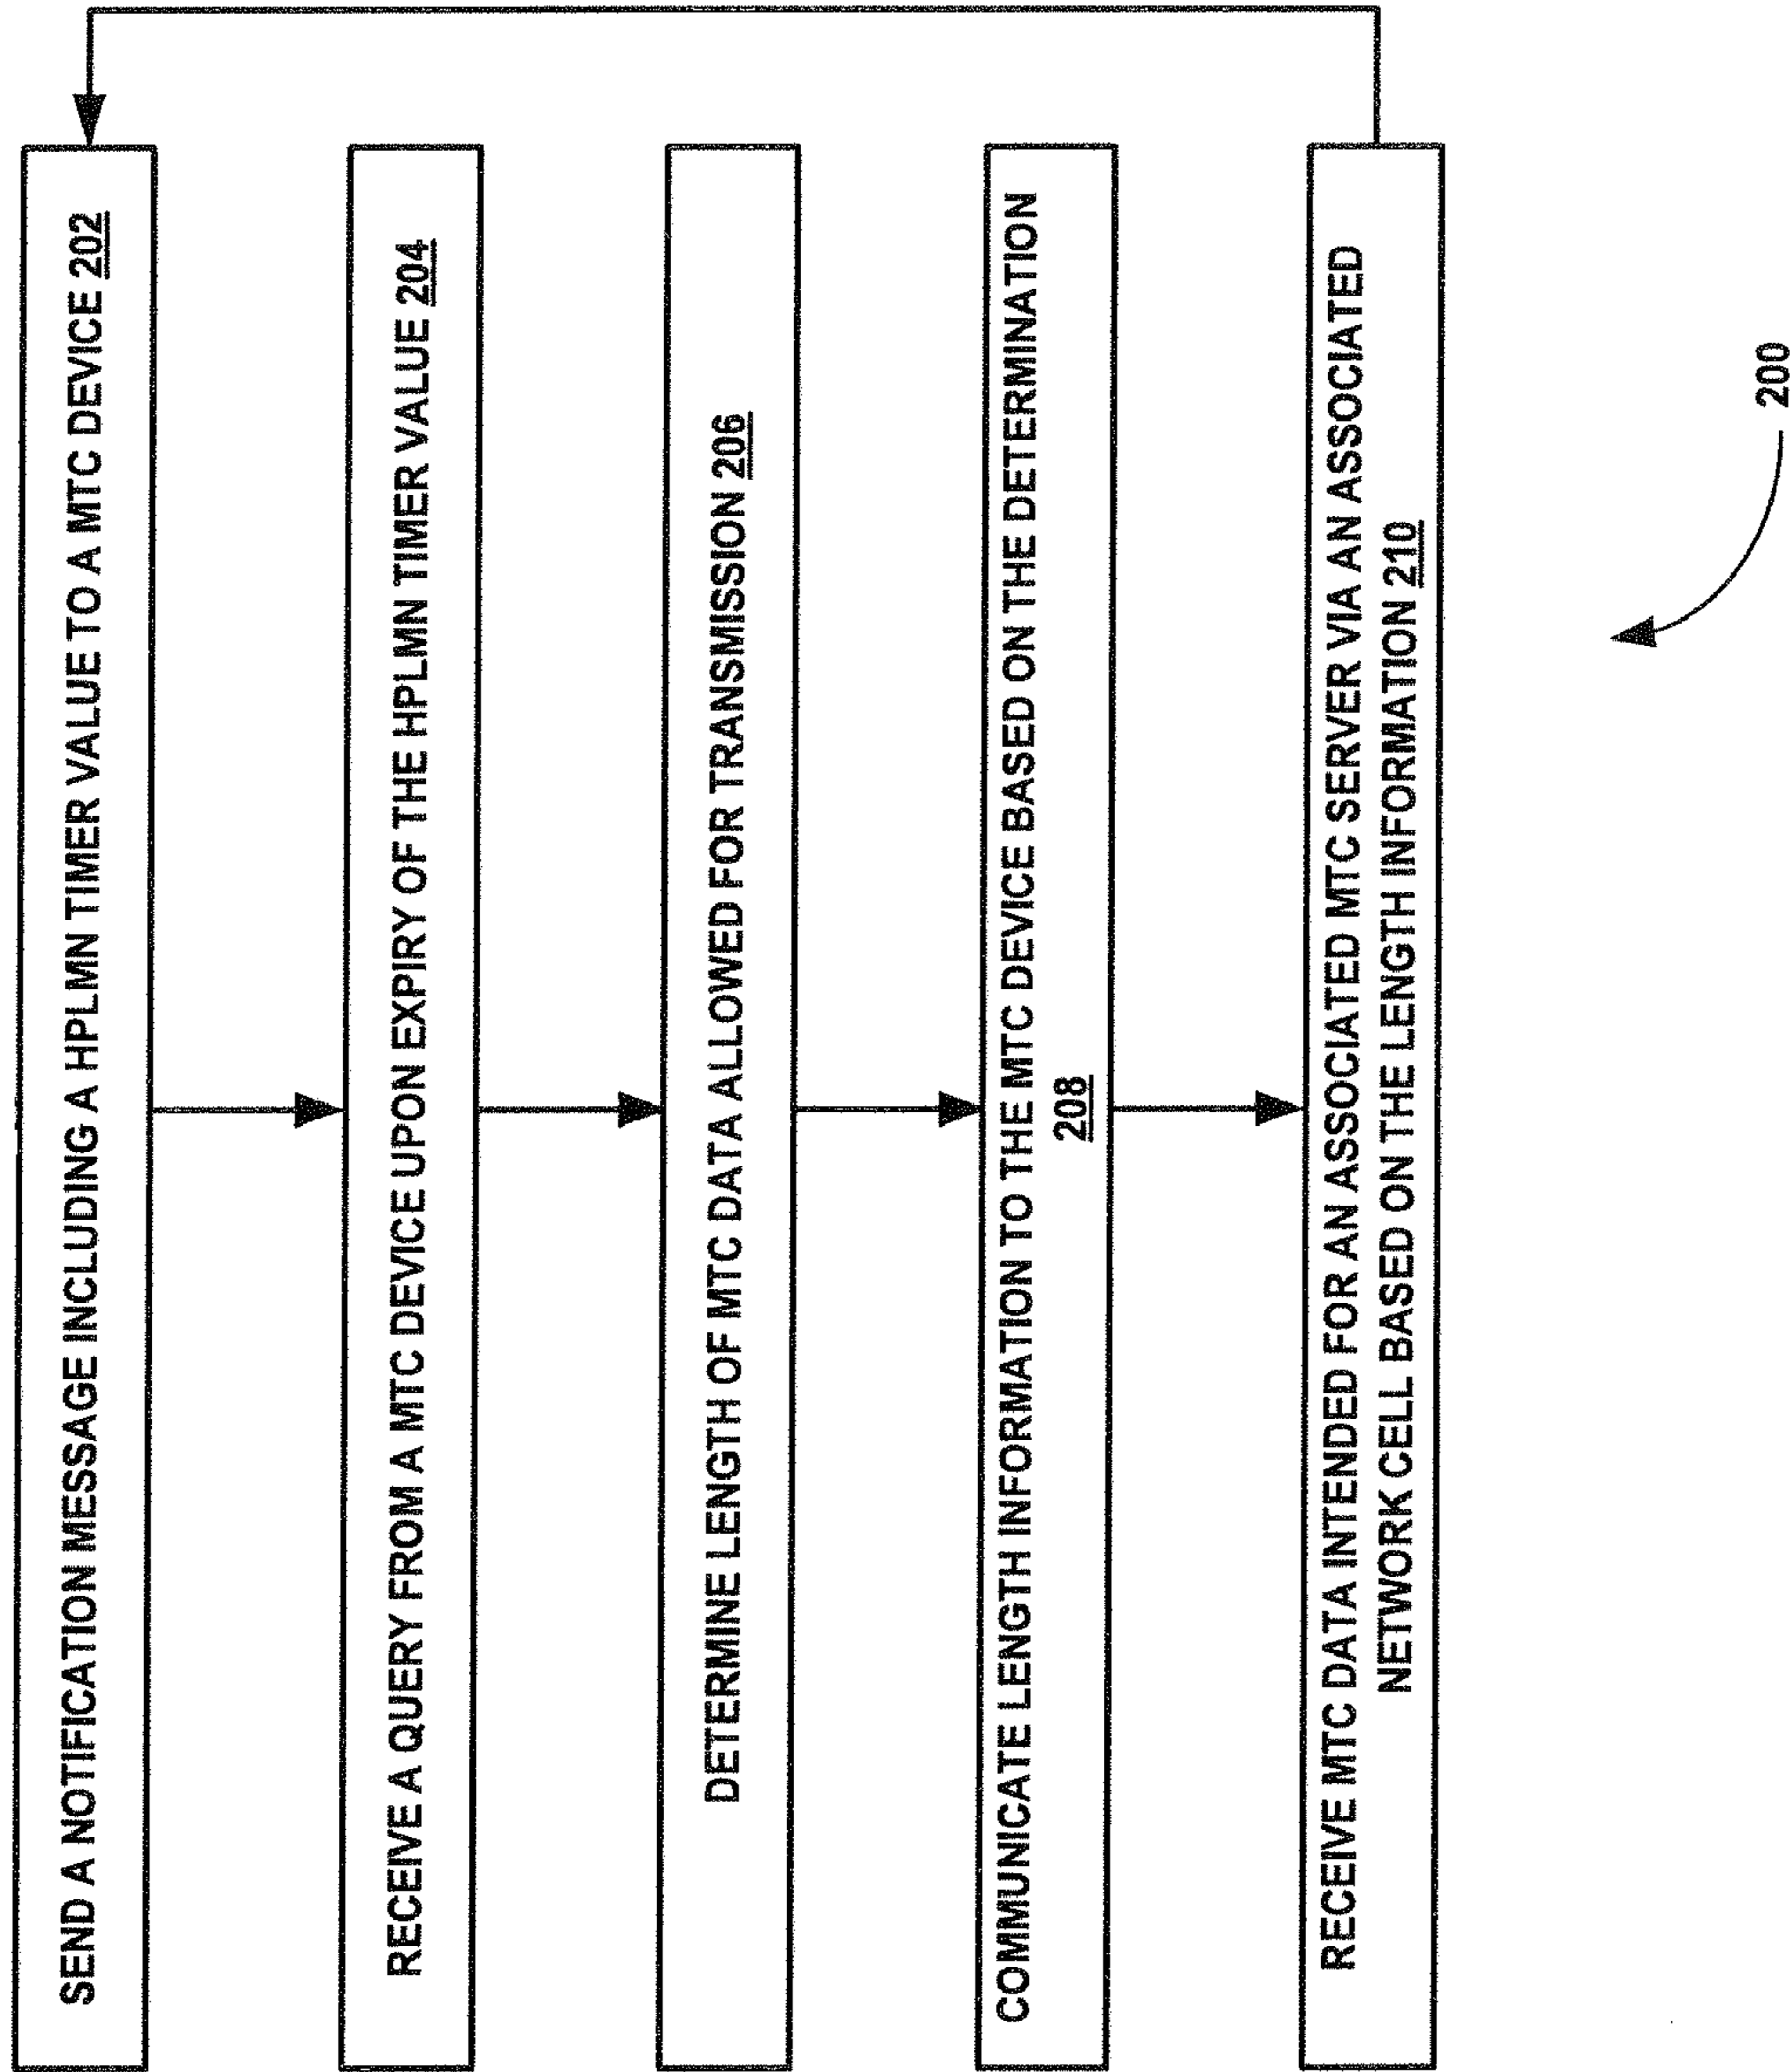 SEND A NOTIFICATION MESSAGE INCLUDING A HPLMN TIMER VALUE TO A MTC DEVICE 202
RECEIVE A QUERY FROM A MTC DEVICE UPON EXPIRY OF THE HPLMN TIMER VALUE 204
DETERMINE LENGTH OF MTC DATA ALLOWED FOR TRANSMISSION 206
COMMUNICATE LENGTH INFORMATION TO THE MTC DEVICE BASED ON THE DETERMINATION
208
RECEIVE MTC DATA INTENDED FOR AN ASSOCIATED MTC SERVER VIA AN ASSOCIATED
NETWORK CELL BASED ON THE LENGTH INFORMATION 210
200